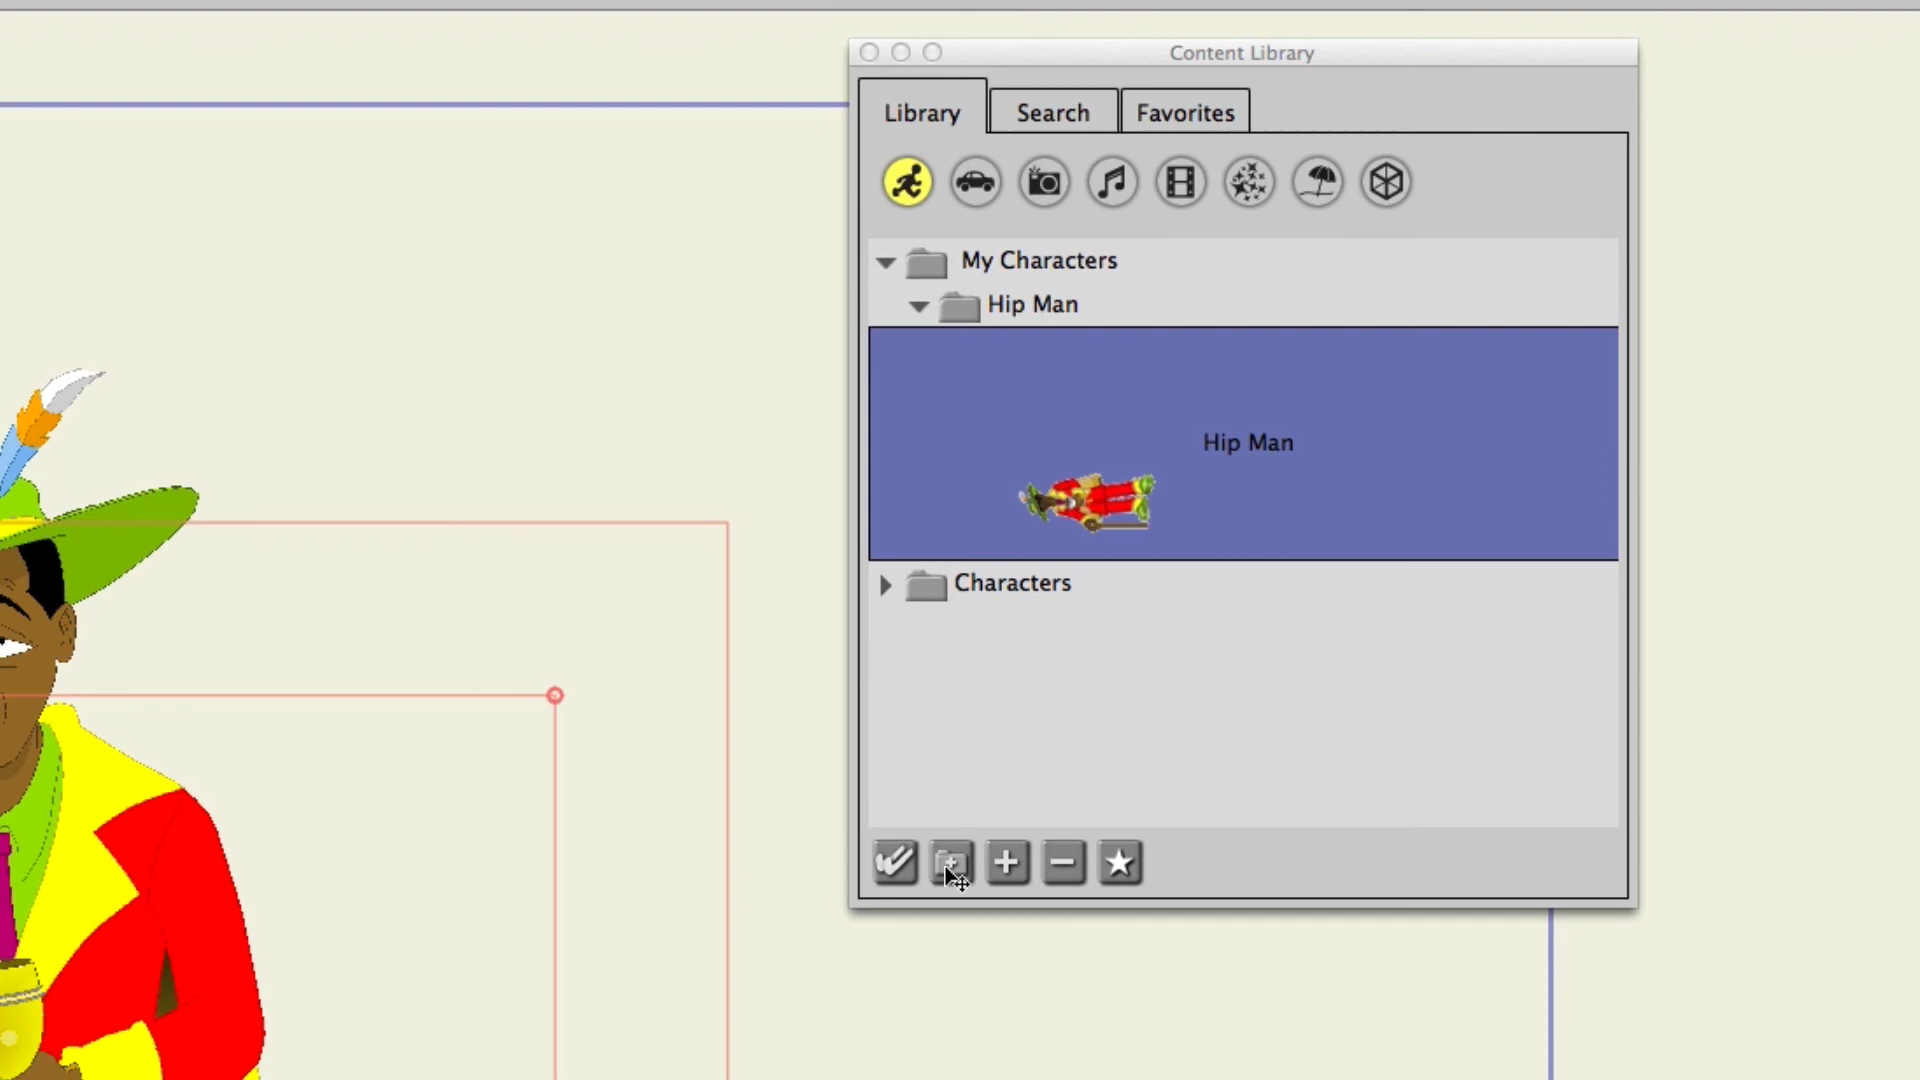 Content Library
Library
Search
Favorites
My Characters
Hip Man
Hip Man
Characters